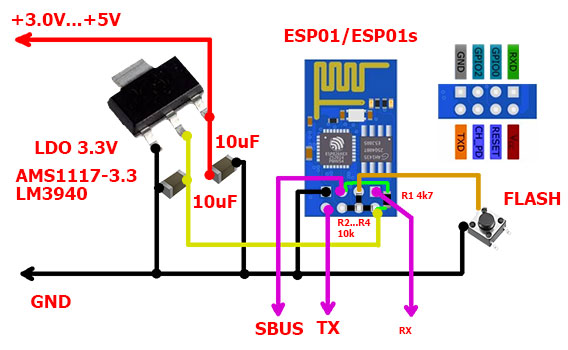 +3.0V...+5V
ESP01/ESP01s
GND
GPIO2
GPIO0
RXD
LDO 3.3V
10uF
AMS1117-3.3
LM3940
10uF
TXD
CH_PD
RESET
R1 4k7
FLASH
R2...R4
10k
GND
SBUS
TX
RX